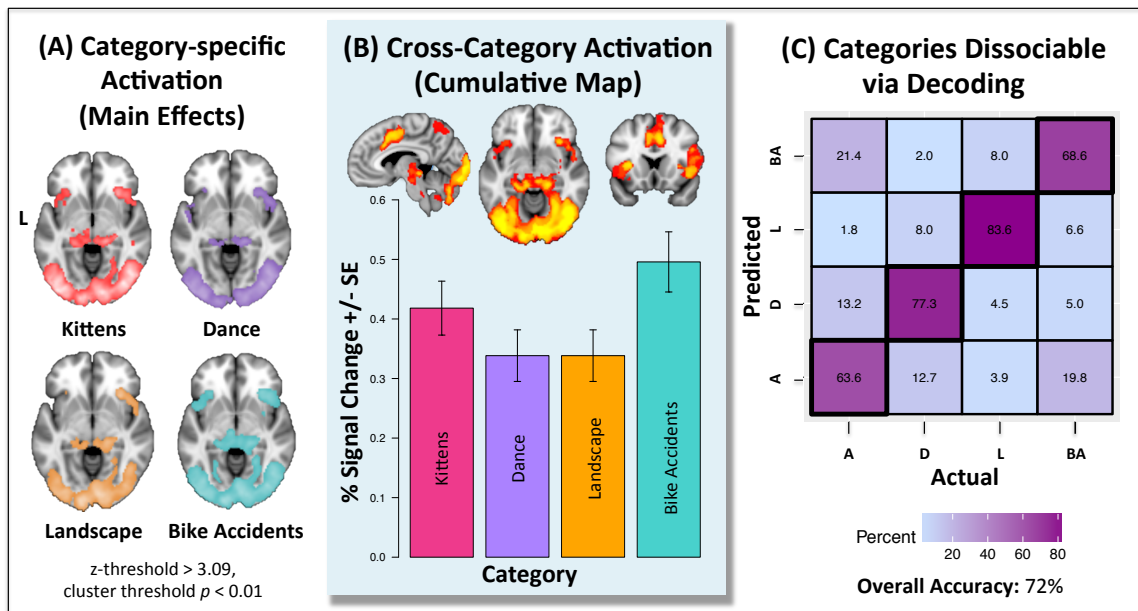 (A) Category-specific
Activation
(Main Effects)
L
Kittens
Dance
Landscape
Bike Accidents
z-threshold > 3.09,
cluster threshold p < 0.01
(B) Cross-Category Activation
(Cumulative Map)
% Signal Change +/- SE
0.6
0.5
0.4
0.3
0.2
0.1
0.0
Kittens
Dance
Landscape
Bike Accidents
Category
(C) Categories Dissociable
via Decoding
Predicted
BA
21.4 2.0 8.0 68.6
L
1.8 8.0 83.6 6.6
D
13.2 77.3 4.5 5.0
A
63.6 12.7 3.9 19.8
A D L BA
Actual
Percent
20 40 60 80
Overall Accuracy: 72%